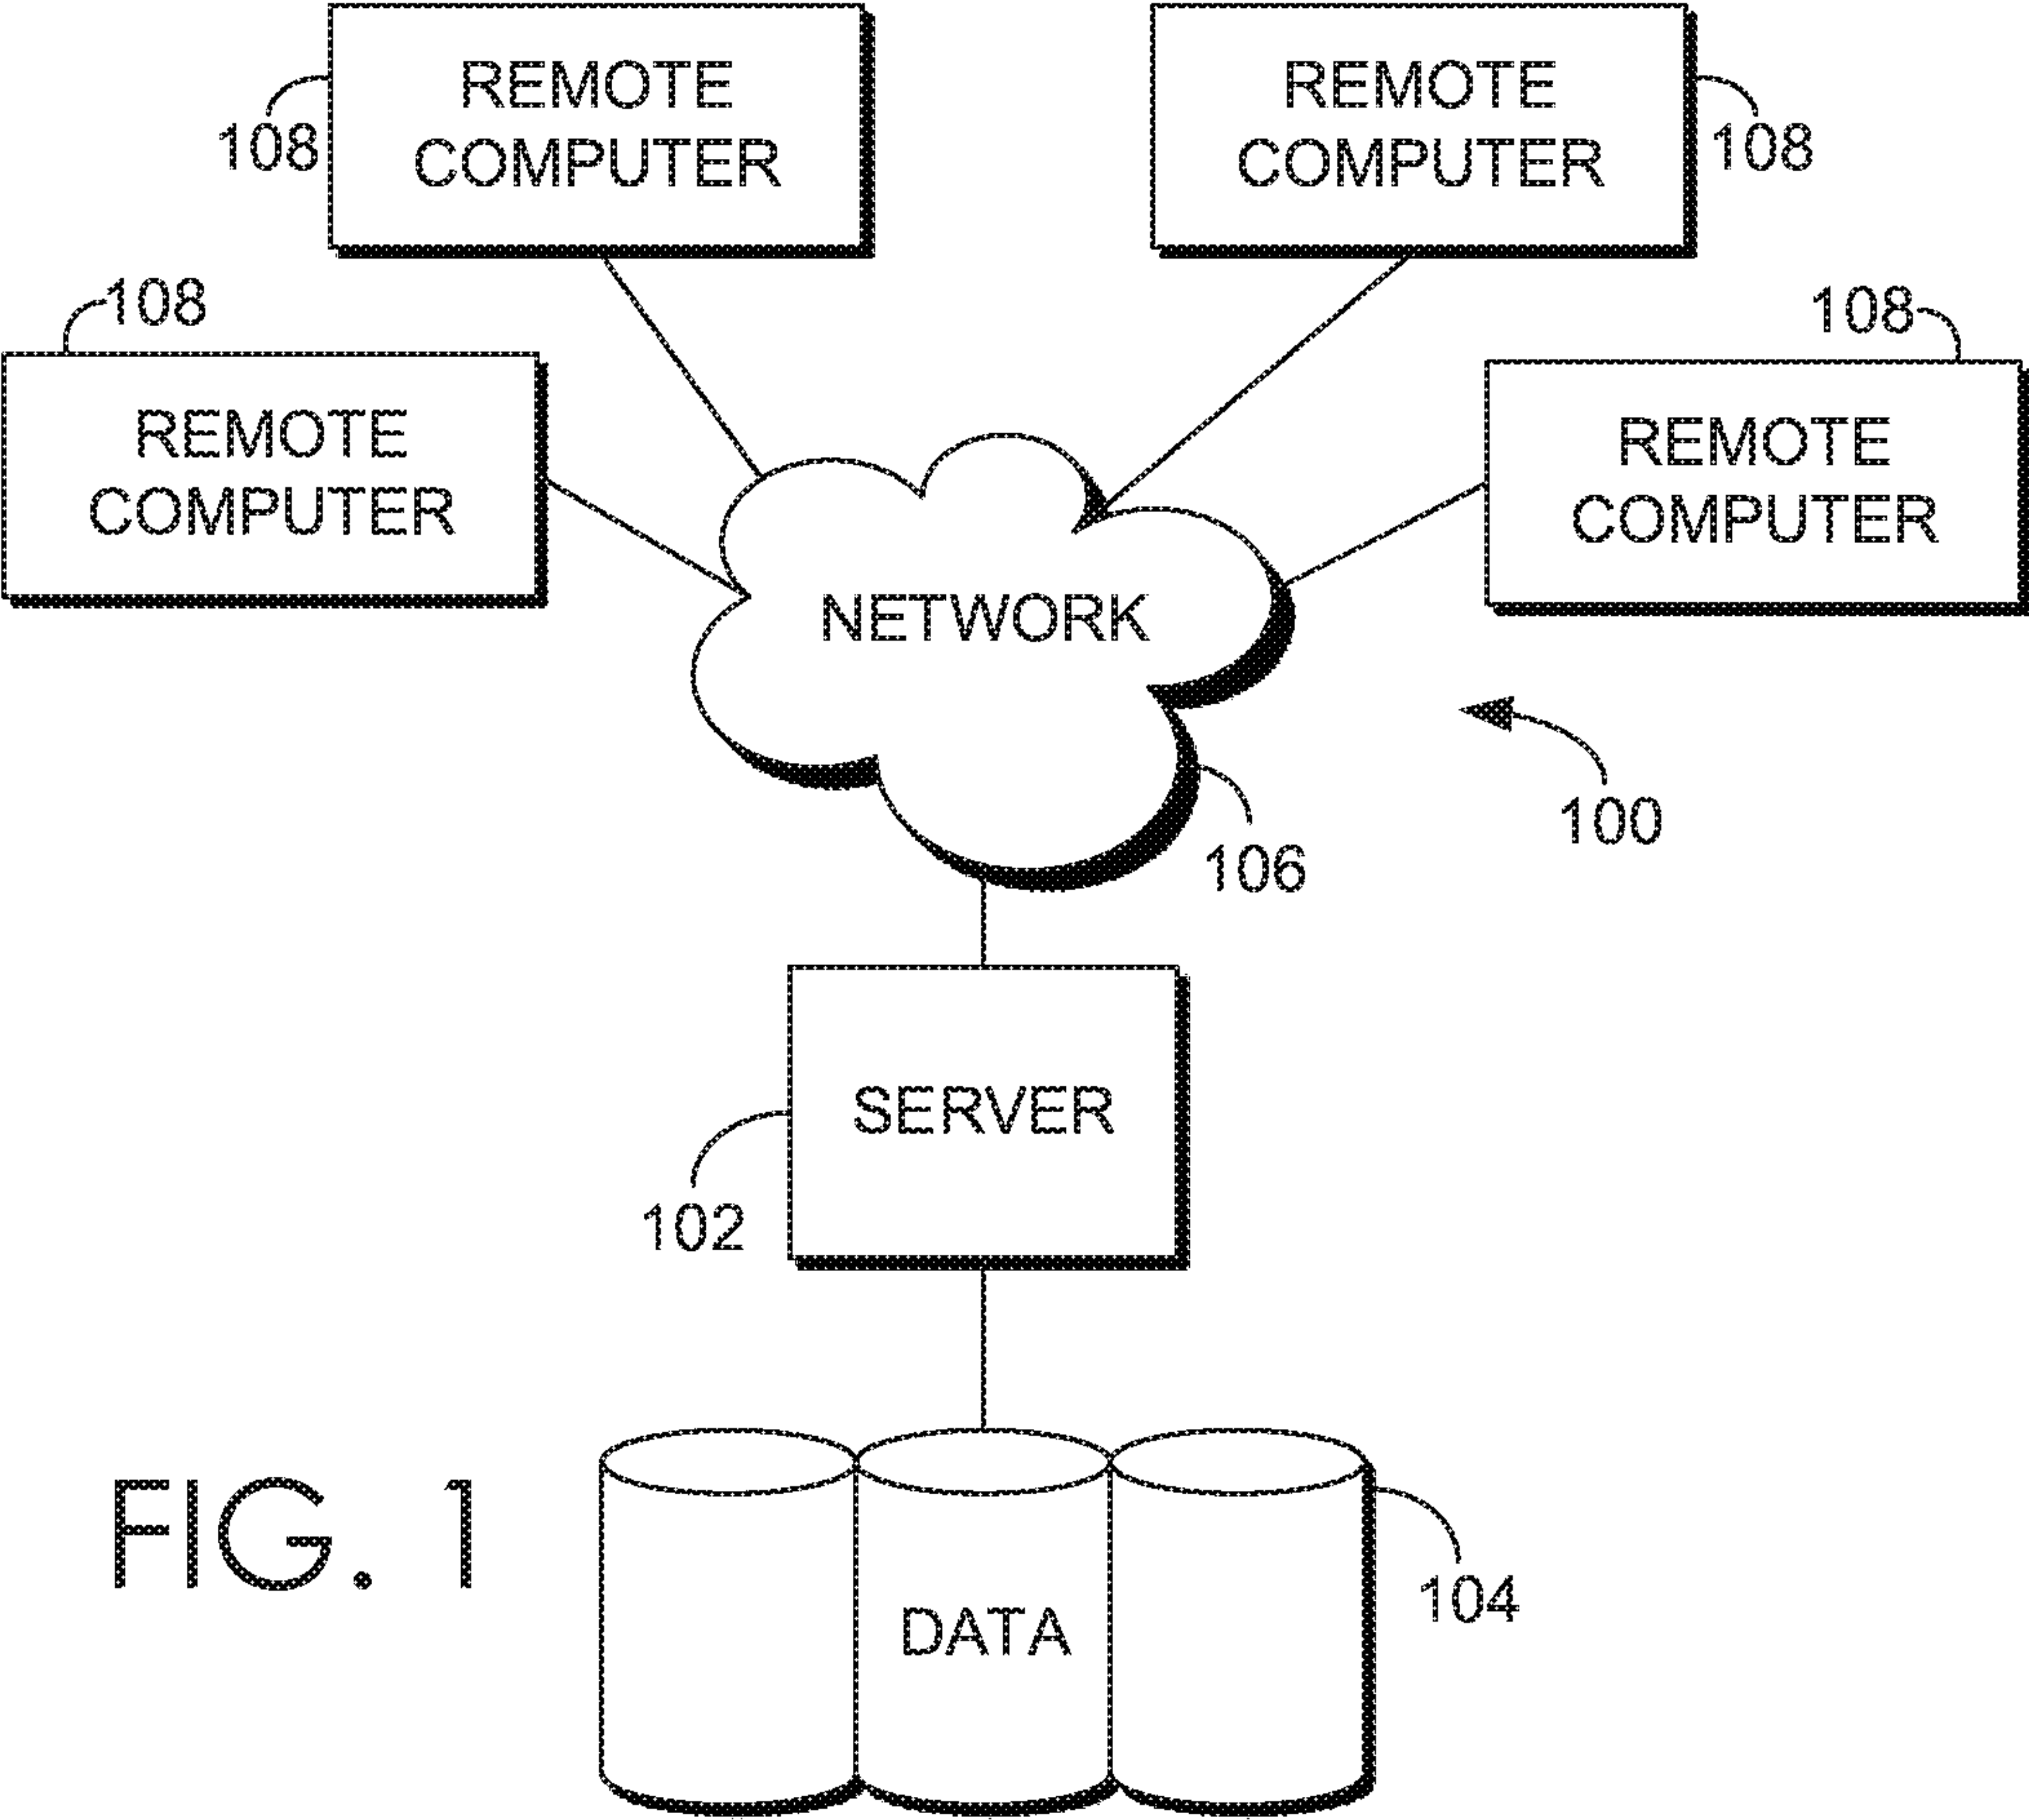 REMOTE
COMPUTER
108
REMOTE
COMPUTER
108
108
REMOTE
COMPUTER
108
REMOTE
COMPUTER
NETWORK
100
106
SERVER
102
FIG. 1
DATA
104